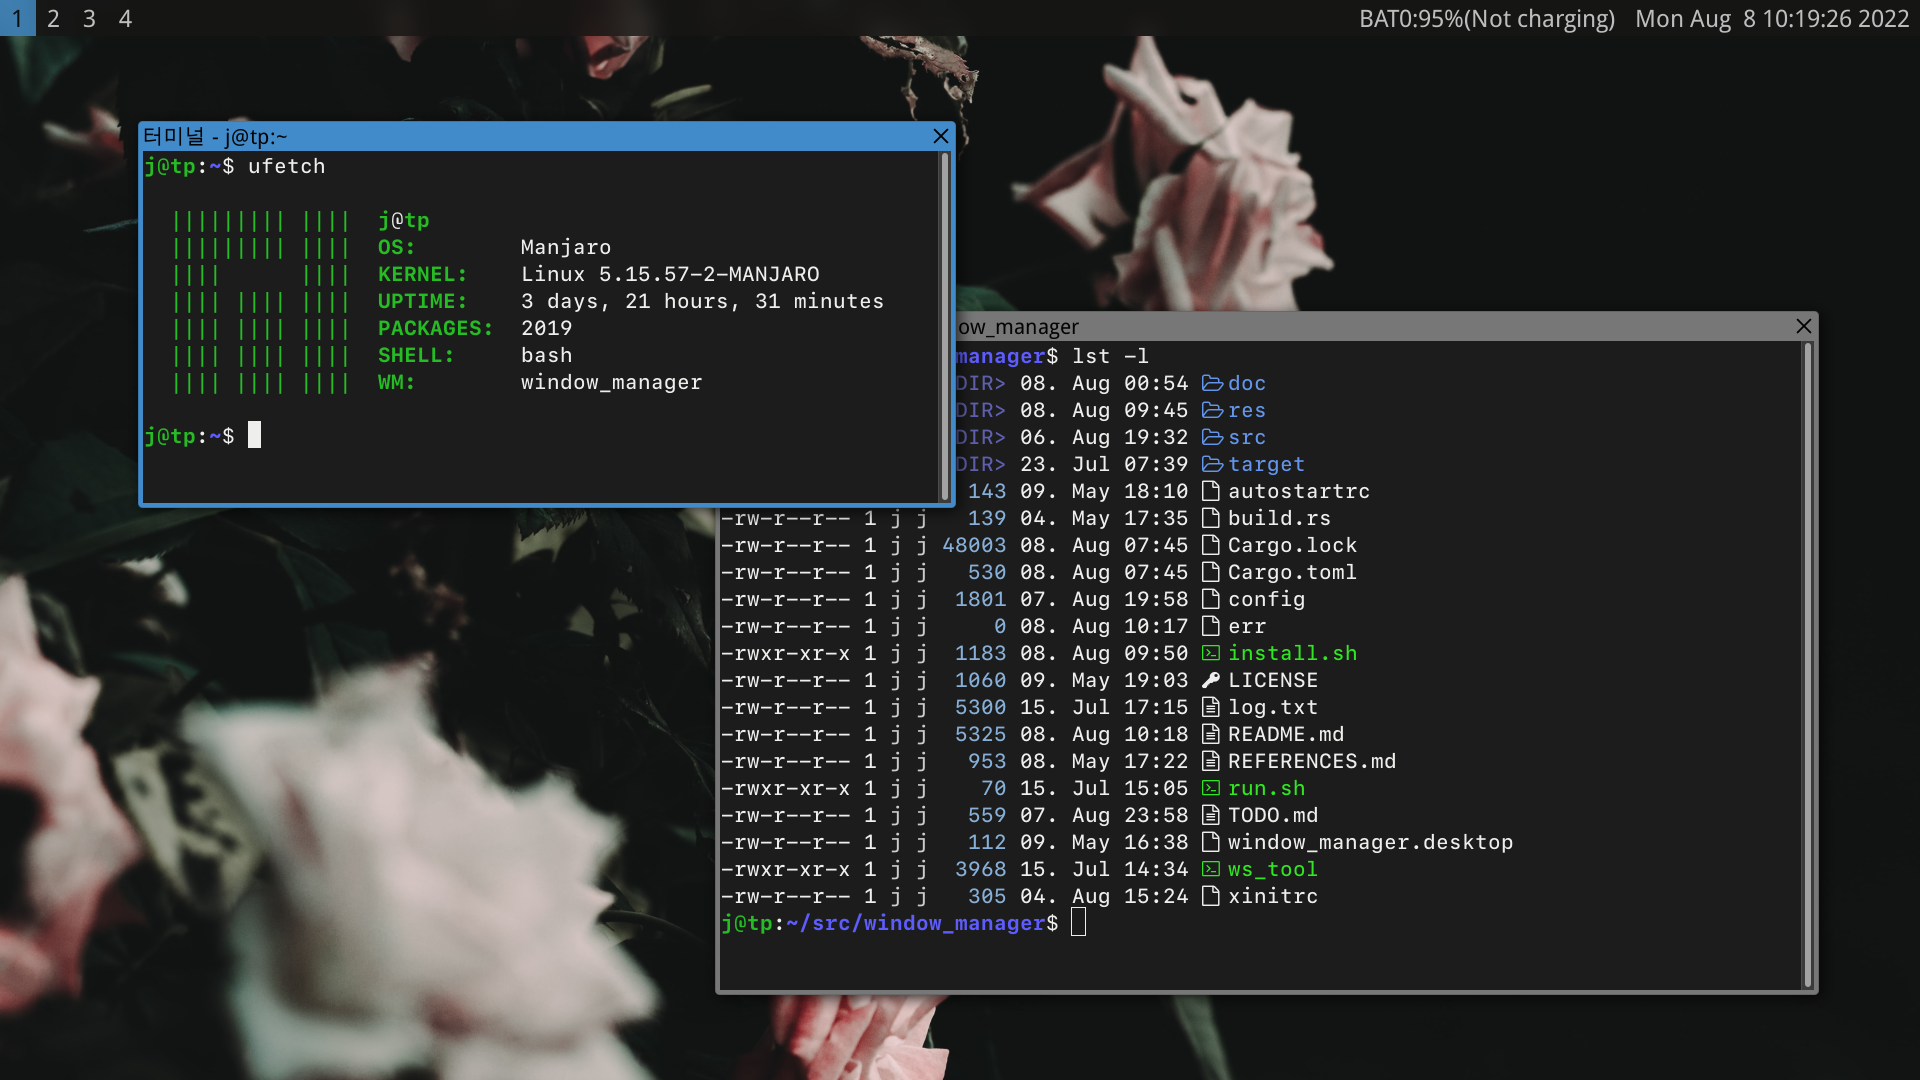 1 2 3 4 BAT0:95%(Not charging) Mon Aug 8 10:19:26 2022
터미널 - j@tp:~
j@tp:~$ ufetch
j@tp
OS: Manjaro
KERNEL: Linux 5.15.57-2-MANJARO
UPTIME: 3 days, 21 hours, 31 minutes
PACKAGES: 2019
SHELL: bash
WM: window_manager
j@tp:~$
ow_manager
manager$ lst -l
DIR> 08. Aug 00:54 doc
DIR> 08. Aug 09:45 res
DIR> 06. Aug 19:32 src
DIR> 23. Jul 07:39 target
143 09. May 18:10 autostartrc
-rw-r--r-- 1 j j 139 04. May 17:35 build.rs
-rw-r--r-- 1 j j 48003 08. Aug 07:45 Cargo.lock
-rw-r--r-- 1 j j 530 08. Aug 07:45 Cargo.toml
-rw-r--r-- 1 j j 1801 07. Aug 19:58 config
-rw-r--r-- 1 j j 0 08. Aug 10:17 err
-rwxr-xr-x 1 j j 1183 08. Aug 09:50 install.sh
-rw-r--r-- 1 j j 1060 09. May 19:03 LICENSE
-rw-r--r-- 1 j j 5300 15. Jul 17:15 log.txt
-rw-r--r-- 1 j j 5325 08. Aug 10:18 README.md
-rw-r--r-- 1 j j 953 08. May 17:22 REFERENCES.md
-rwxr-xr-x 1 j j 70 15. Jul 15:05 run.sh
-rw-r--r-- 1 j j 559 07. Aug 23:58 TODO.md
-rw-r--r-- 1 j j 112 09. May 16:38 window_manager.desktop
-rwxr-xr-x 1 j j 3968 15. Jul 14:34 ws_tool
-rw-r--r-- 1 j j 305 04. Aug 15:24 xinitrc
j@tp:~/src/window_manager$